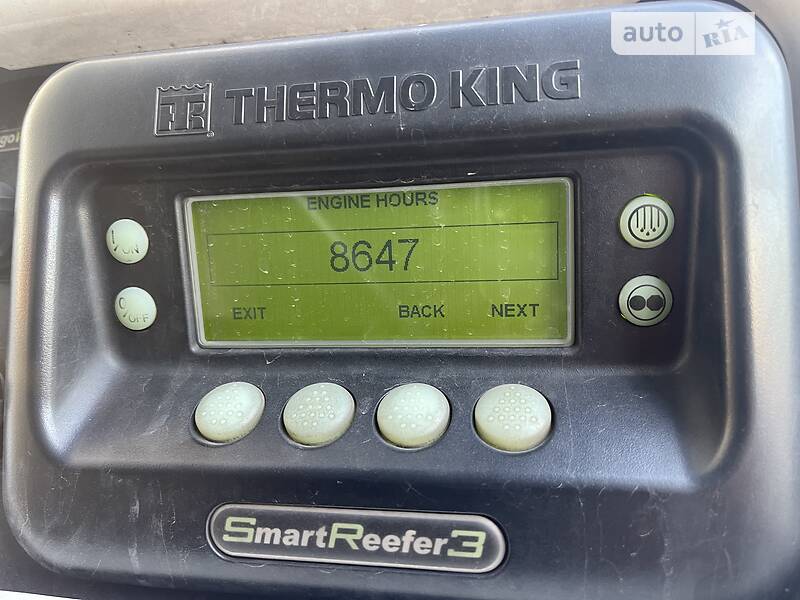 auto RIA
THERMO KING
ENGINE HOURS
8647
EXIT BACK NEXT
ON
OFF
SmartReefer3